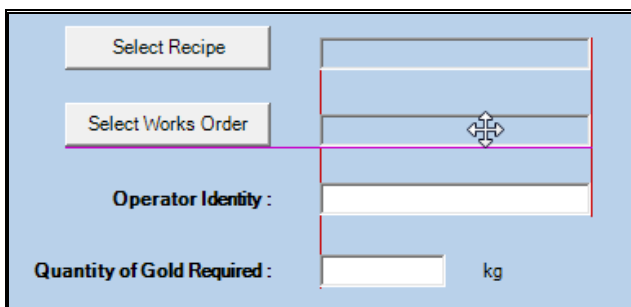 Select Recipe
Select Works Order
Operator Identity :
Quantity of Gold Required : kg